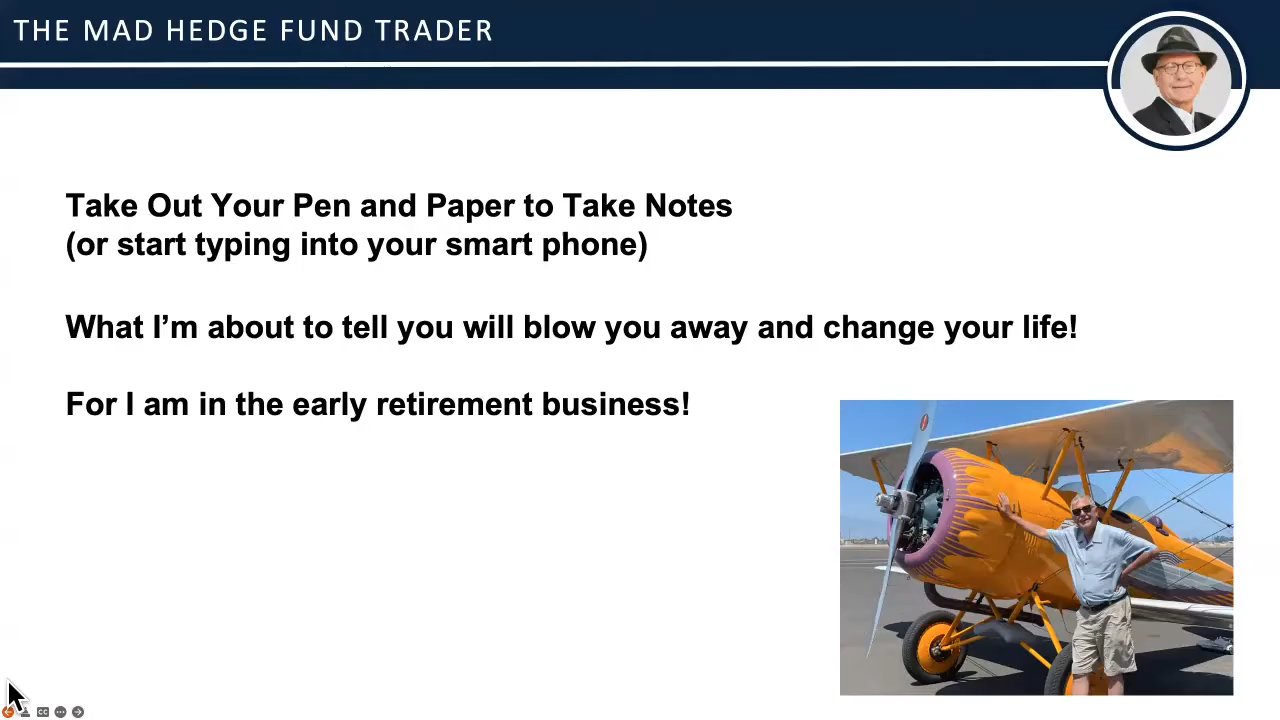 THE MAD HEDGE FUND TRADER
Take Out Your Pen and Paper to Take Notes
(or start typing into your smart phone)
What I’m about to tell you will blow you away and change your life!
For I am in the early retirement business!
CC